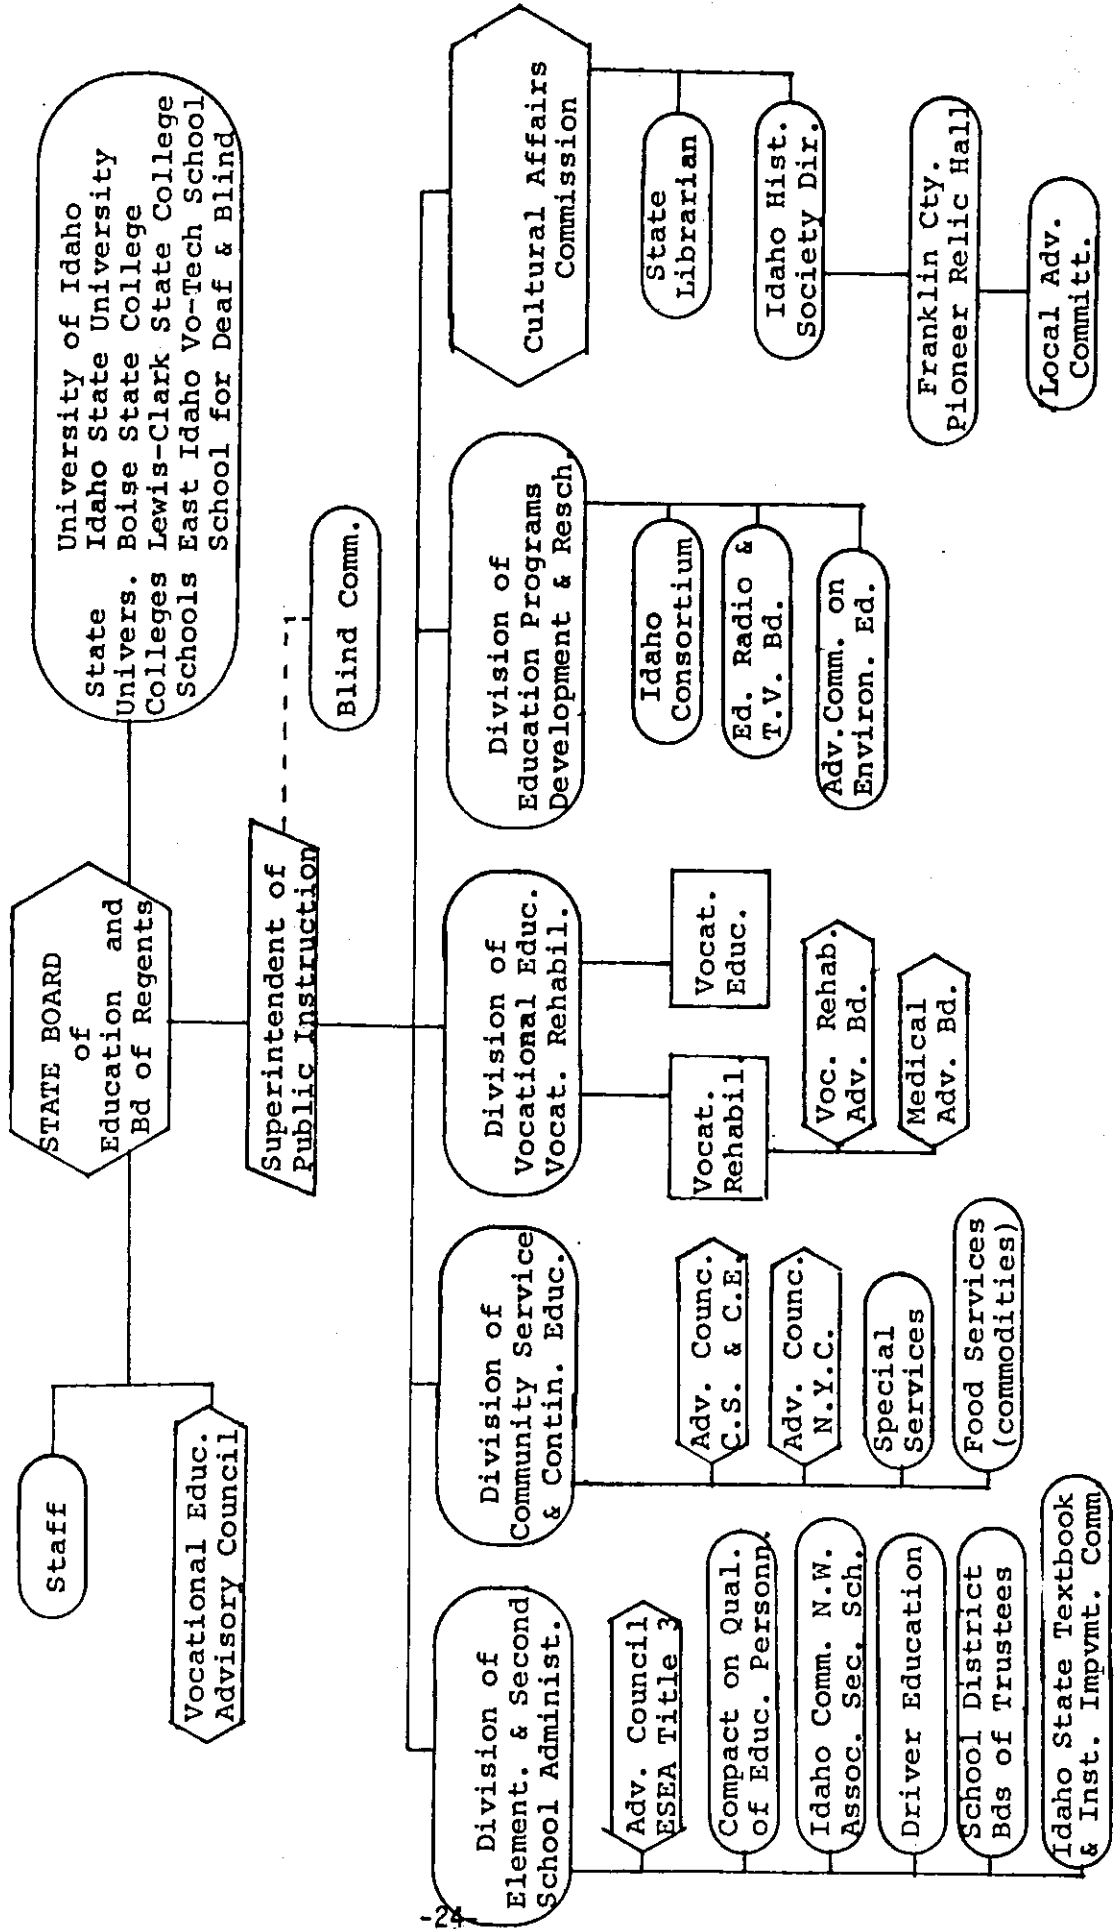 Staff
Vocational Educ.
Advisory Council
STATE BOARD
of
Education and
Bd of Regents
University of Idaho
State Idaho State University
Univers. Boise State College
Colleges Lewis-Clark State College
Schools East Idaho Vo-Tech School
School for Deaf & Blind
Superintendent of
Public Instruction
Blind Comm.
Division of
Element. & Second
School Administ.
Adv. Council
ESEA Title 3
Compact on Qual.
of Educ. Personn.
Idaho Comm. N.W.
Assoc. Sec. Sch.
Driver Education
School District
Bds of Trustees
Idaho State Textbook
& Inst. Impvmt. Comm
Division of
Community Service
& Contin. Educ.
Adv. Counc.
C.S. & C.E.
Adv. Counc.
N.Y.C.
Special
Services
Food Services
(commodities)
Division of
Vocational Educ.
Vocat. Rehabil.
Vocat.
Rehabil.
Vocat.
Educ.
Voc. Rehab.
Adv. Bd.
Medical
Adv. Bd.
Division of
Education Programs
Development & Resch.
Idaho
Consortium
Ed. Radio &
T.V. Bd.
Adv.Comm. on
Environ. Ed.
Cultural Affairs
Commission
State
Librarian
Idaho Hist.
Society Dir.
Franklin Cty.
Pioneer Relic Hall
Local Adv.
Committ.
-24-